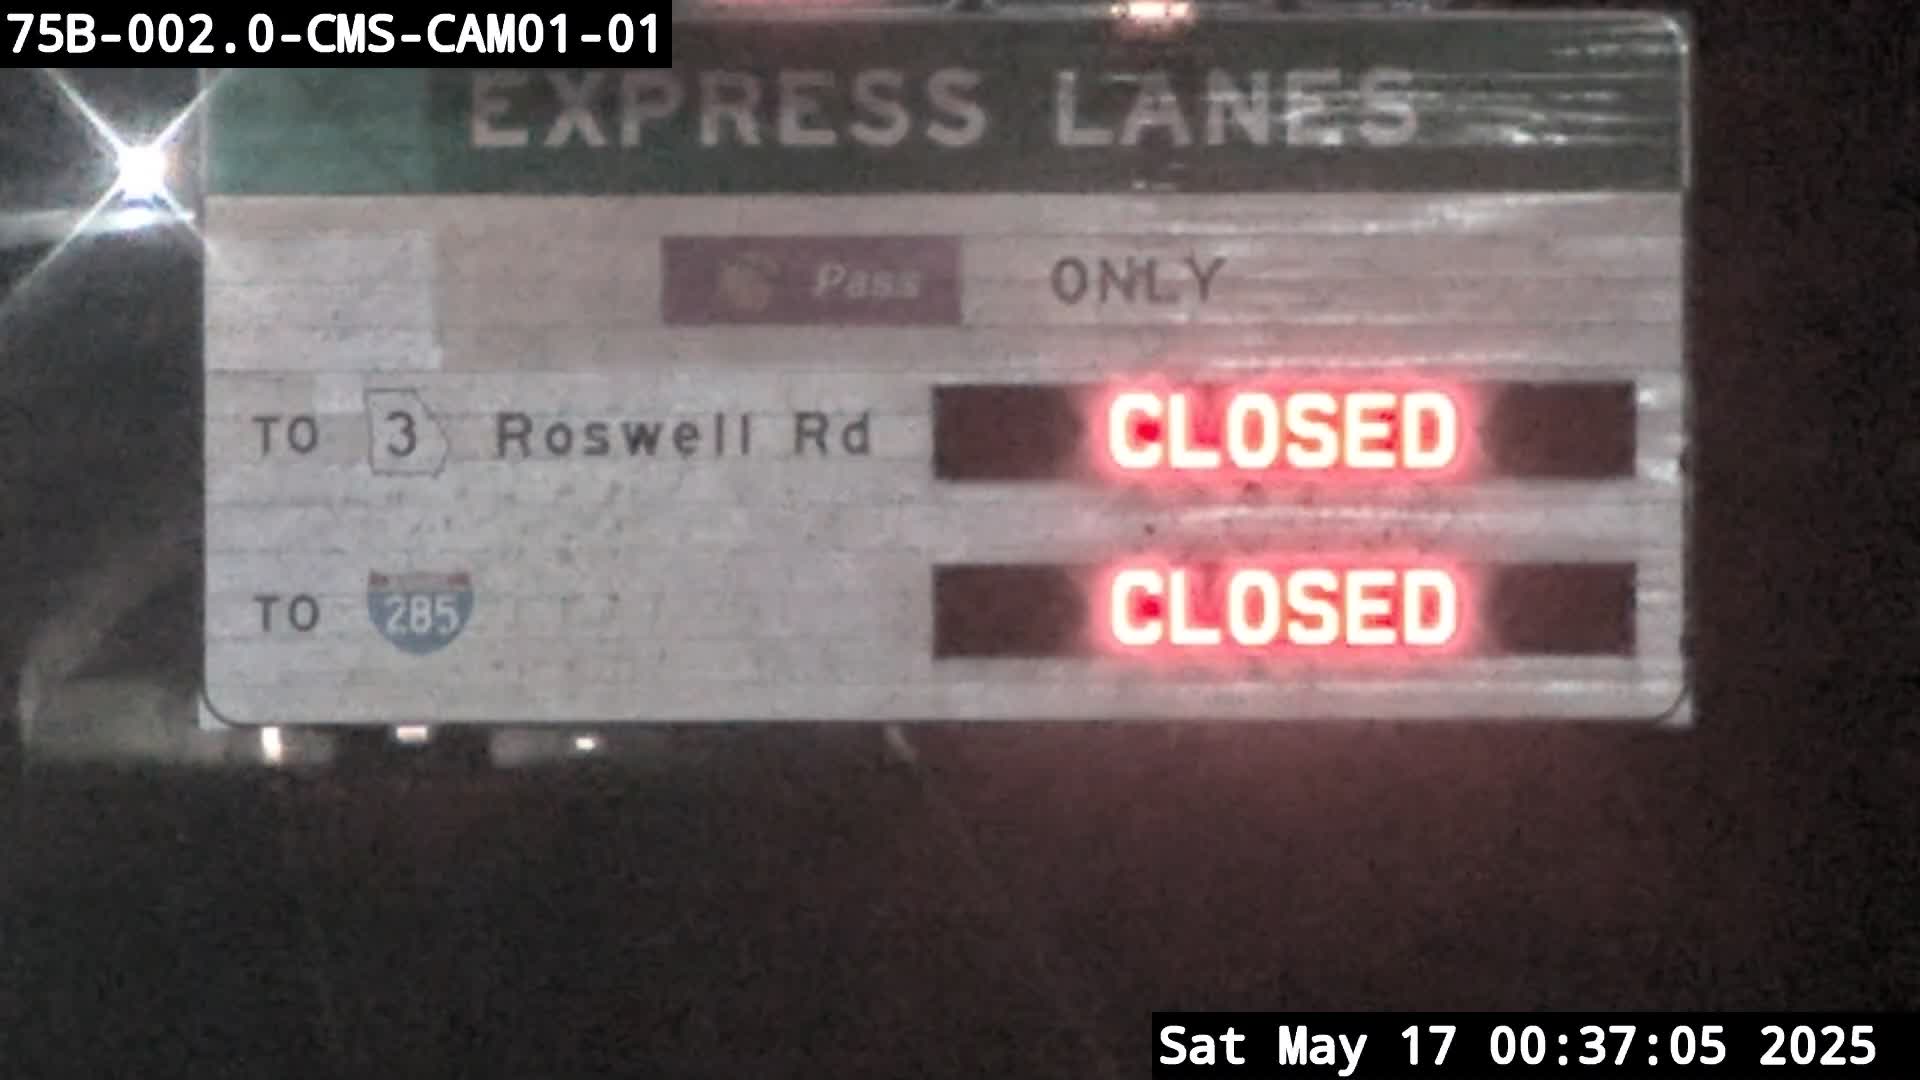 75B-002.0-CMS-CAM01-01
EXPRESS LANES
Pass ONLY
TO 3 Roswell Rd CLOSED
TO 285 CLOSED
Sat May 17 00:37:05 2025